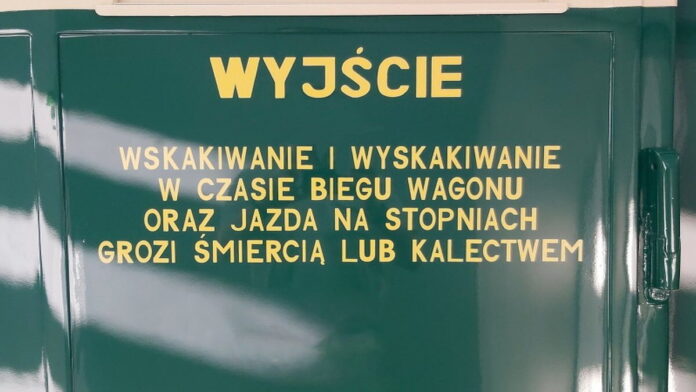 WYJŚCIE
WSKAKIWANIE I WYSKAKIWANIE
W CZASIE BIEGU WAGONU
ORAZ JAZDA NA STOPNIACH
GROZI ŚMIERCIĄ LUB KALECTWEM